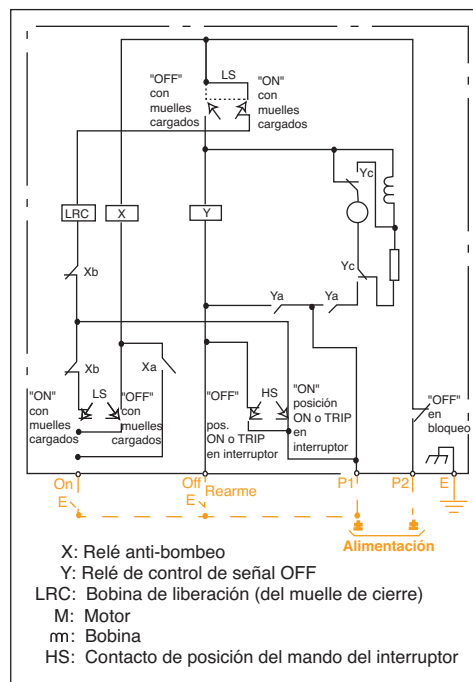 "OFF" con muelles cargados
LS
"ON" con muelles cargados
Yc
LRC
X
Y
Yc
Xb
Ya
Ya
Xb
Xa
"ON" con muelles cargados
LS
"OFF" con muelles cargados
"OFF" pos. ON o TRIP en interruptor
HS
"ON" posición ON o TRIP en interruptor
"OFF" en bloqueo
On
Off
Rearme
P1
P2
E
E
E
Alimentación
X: Relé anti-bombeo
Y: Relé de control de señal OFF
LRC: Bobina de liberación (del muelle de cierre)
M: Motor
m: Bobina
HS: Contacto de posición del mando del interruptor